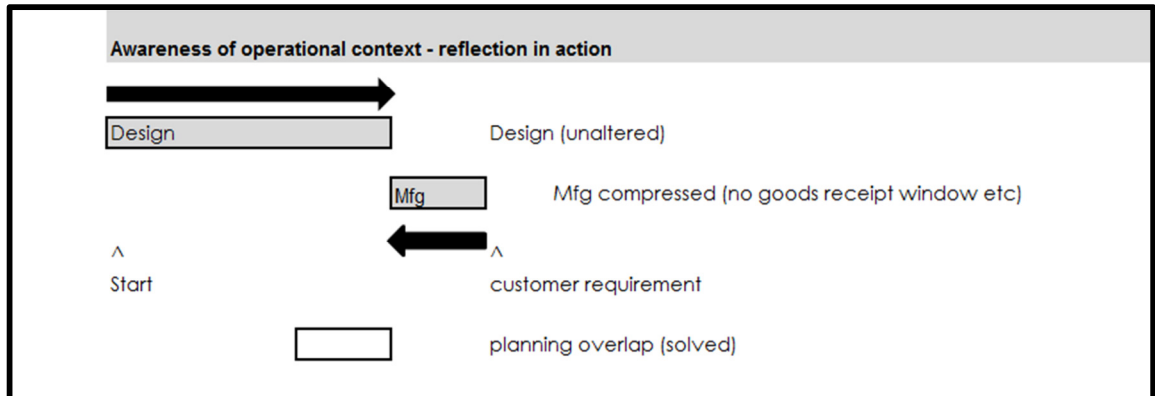 Awareness of operational context - reflection in action
Design
Design (unaltered)
Mfg
Mfg compressed (no goods receipt window etc)
^
^
Start
customer requirement
planning overlap (solved)